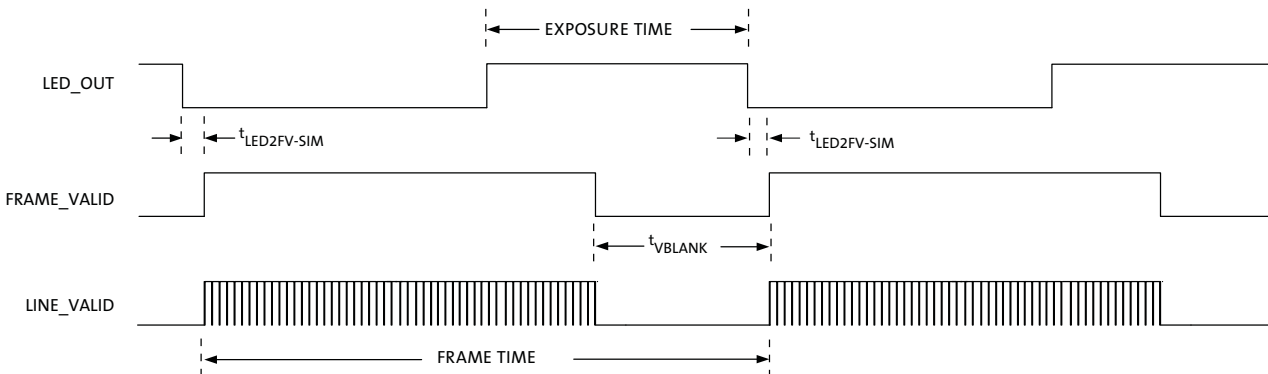 EXPOSURE TIME
LED_OUT
tLED2FV-SIM
tLED2FV-SIM
FRAME_VALID
tVBLANK
LINE_VALID
FRAME TIME